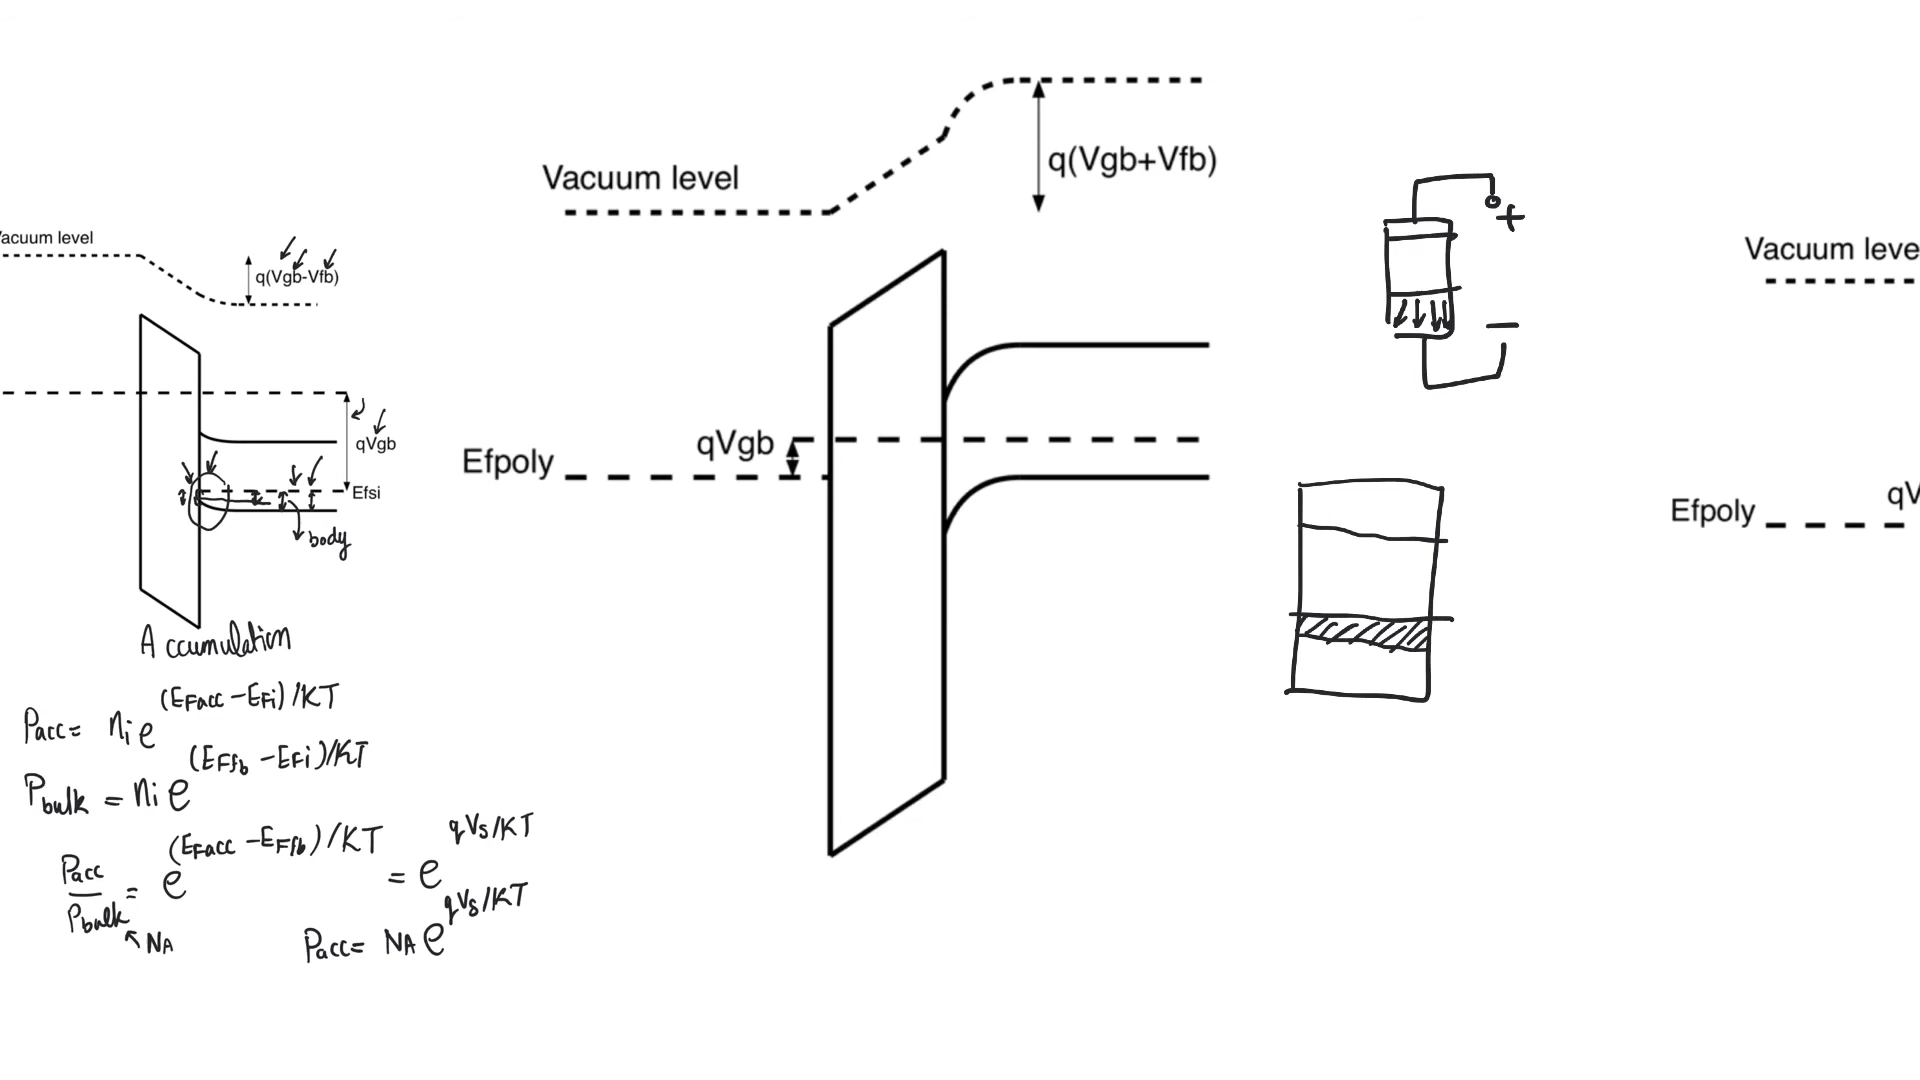 Vacuum level
q(Vgb-Vfb)
qVgb
Efsi
body
Accumulation
Pacc = ni e (EFacc - EFi)/KT
Pbulk = ni e (EFfb - EFi)/KT
Pacc/Pbulk = e (EFacc - EFfb)/KT = e qVs/KT
NA
Pacc = NA e qVs/KT
Vacuum level
q(Vgb+Vfb)
qVgb
Efpoly
+
−
Vacuum leve
qV
Efpoly